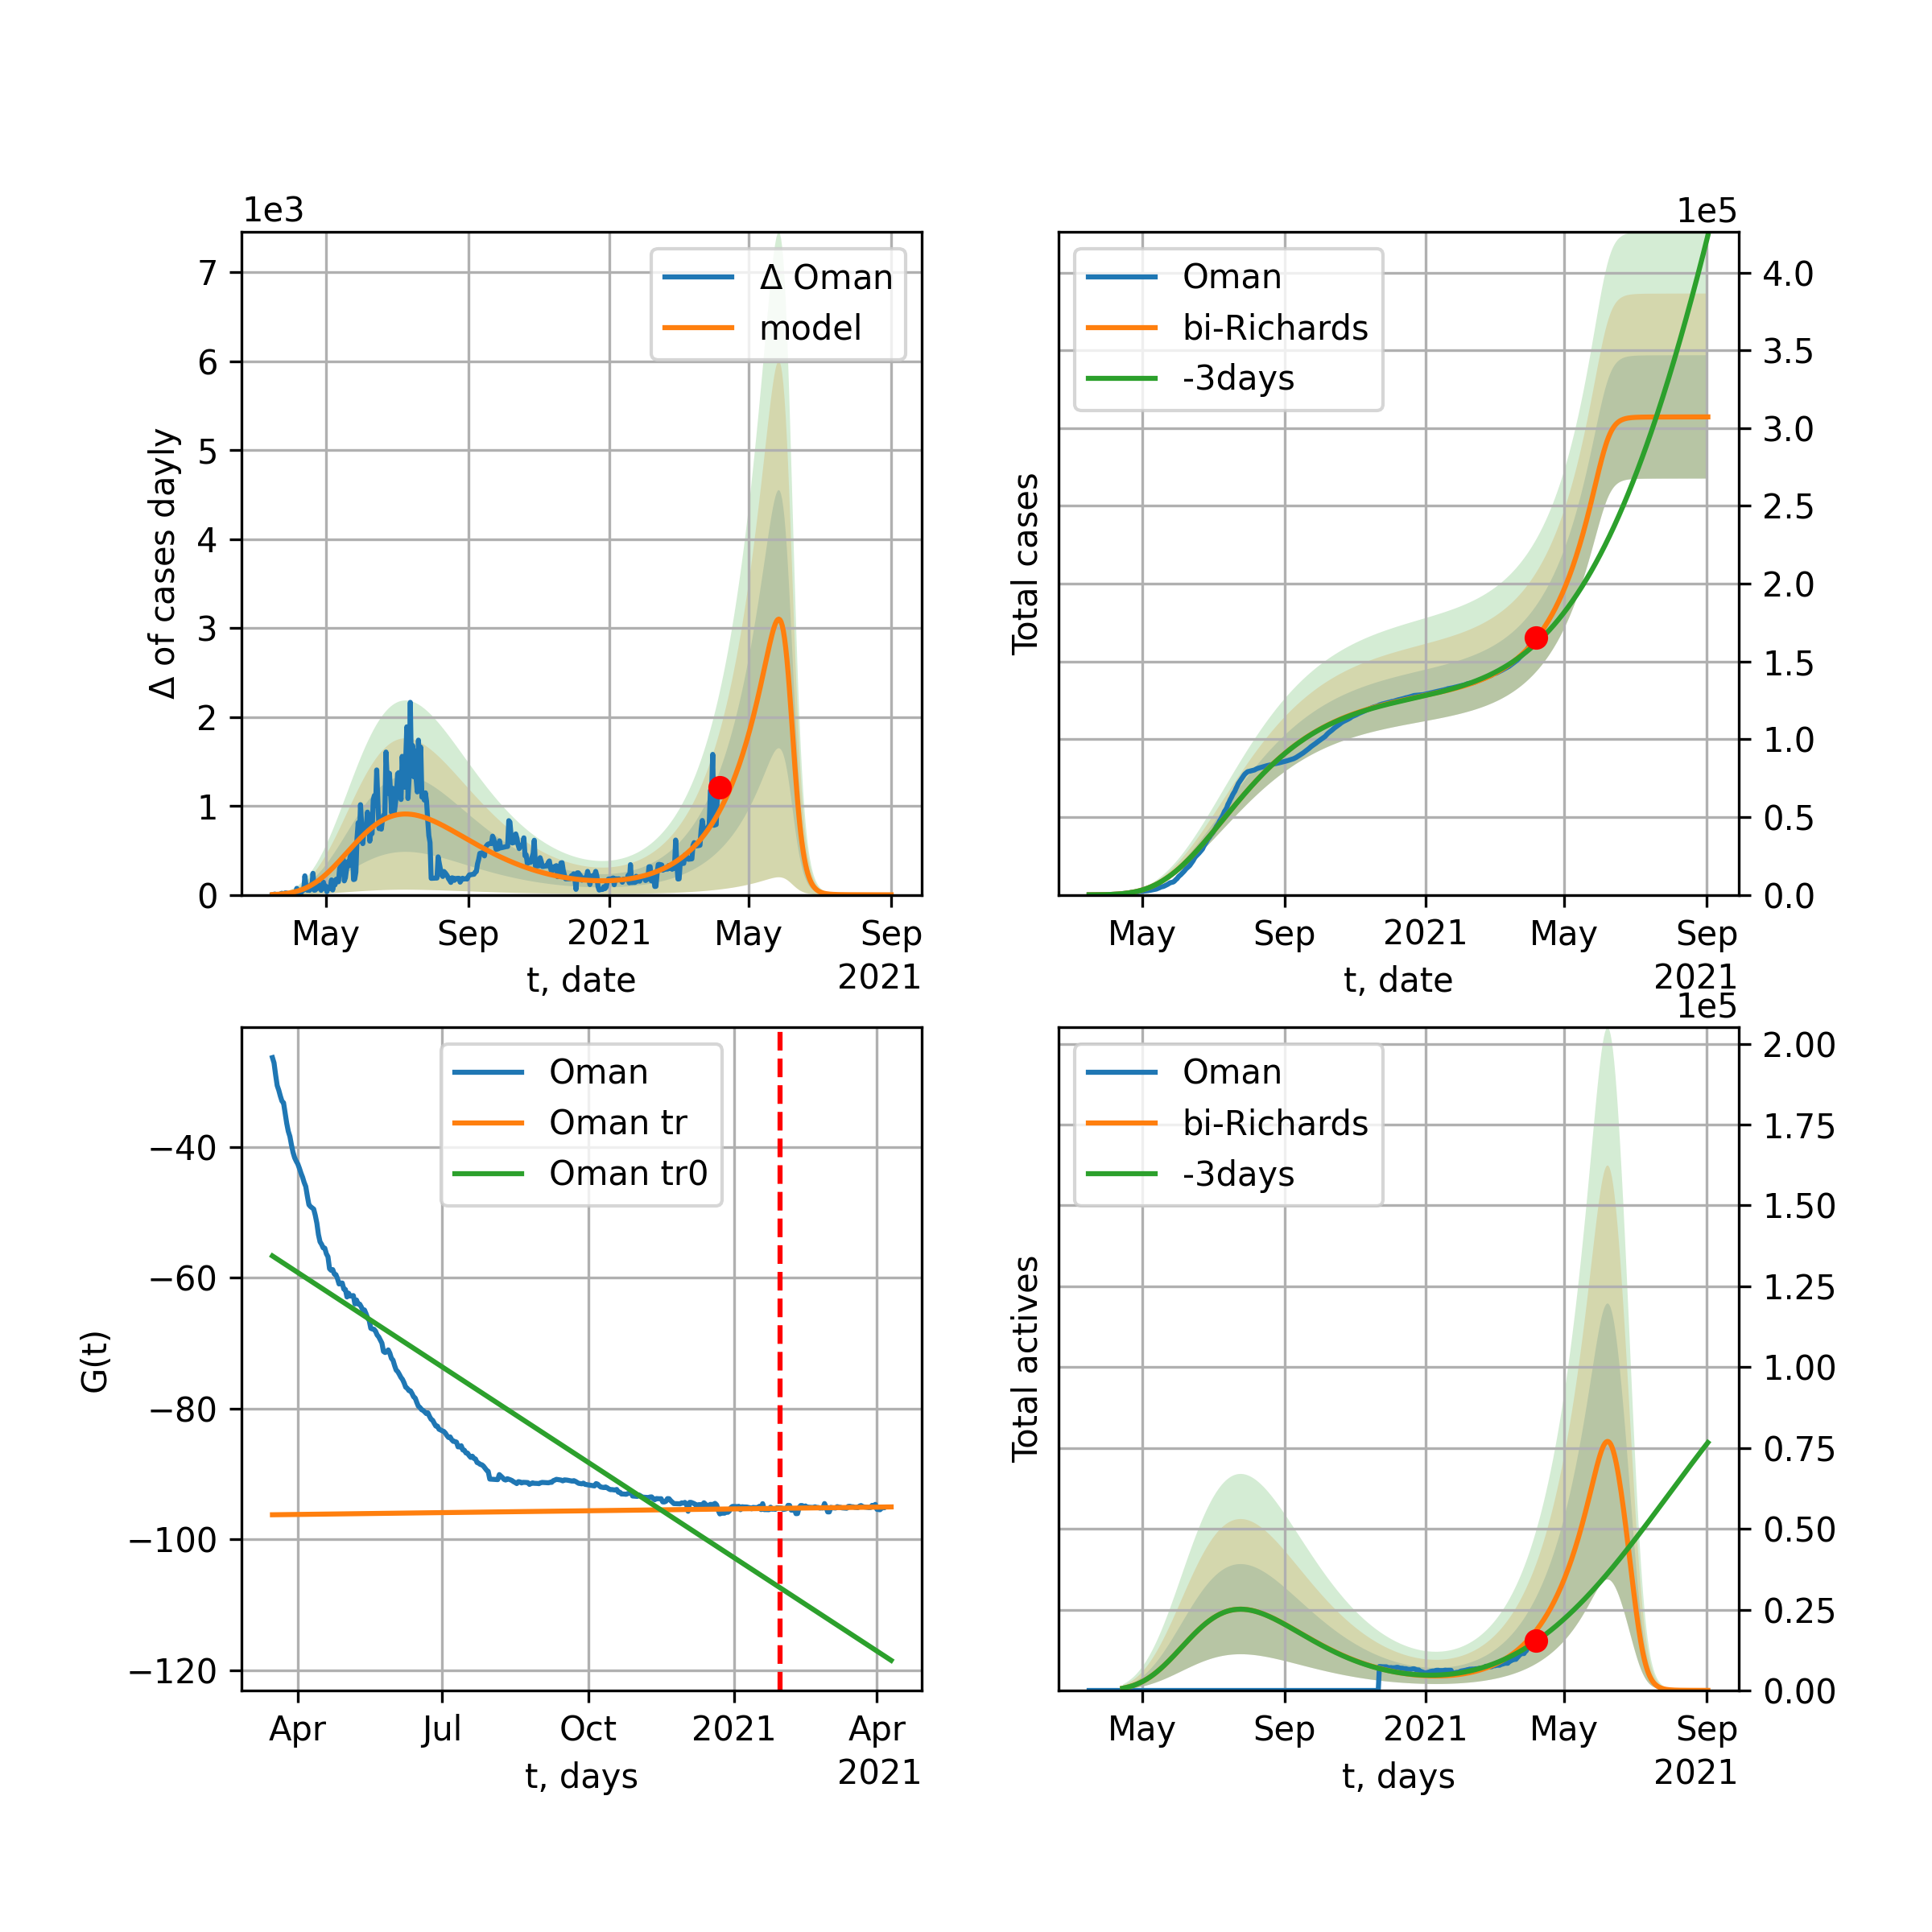 1e3
Δ Oman
model
7
6
5
4
3
2
1
0
Δ of cases dayly
May
Sep
2021
May
Sep
2021
t, date
1e5
Oman
bi-Richards
-3days
4.0
3.5
3.0
2.5
2.0
1.5
1.0
0.5
0.0
Total cases
May
Sep
2021
May
Sep
2021
t, date
Oman
Oman tr
Oman tr0
−40
−60
−80
−100
−120
G(t)
Apr
Jul
Oct
2021
Apr
2021
t, days
1e5
Oman
bi-Richards
-3days
2.00
1.75
1.50
1.25
1.00
0.75
0.50
0.25
0.00
Total actives
May
Sep
2021
May
Sep
2021
t, days